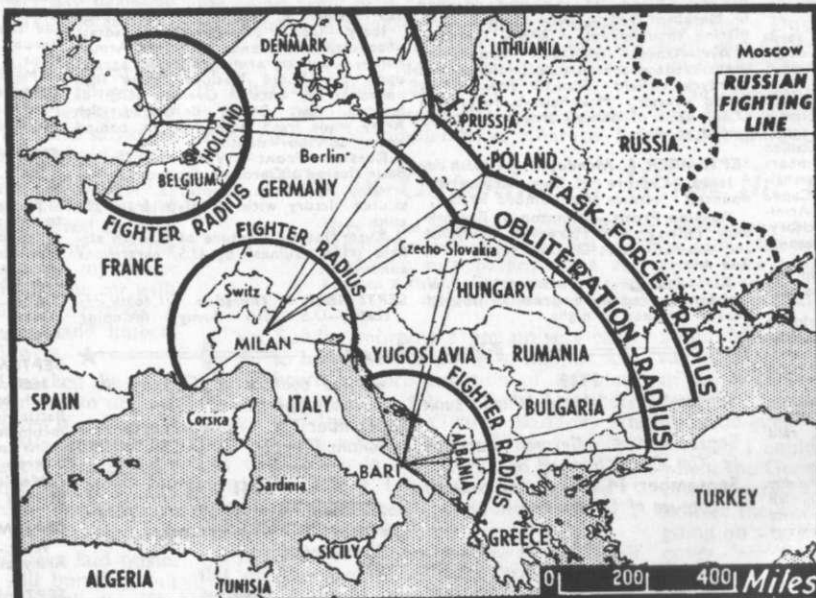 DENMARK
LITHUANIA
Moscow
RUSSIAN
FIGHTING
LINE
E.
PRUSSIA
RUSSIA
HOLLAND
Berlin
POLAND
BELGIUM
GERMANY
TASK FORCE RADIUS
FIGHTER RADIUS
FIGHTER RADIUS
OBLITERATION RADIUS
Czecho-Slovakia
FRANCE
HUNGARY
Switz
MILAN
YUGOSLAVIA
RUMANIA
FIGHTER RADIUS
SPAIN
ITALY
BULGARIA
Corsica
ALBANIA
BARI
Sardinia
TURKEY
GREECE
SICILY
ALGERIA
TUNISIA
0 200 400 Miles